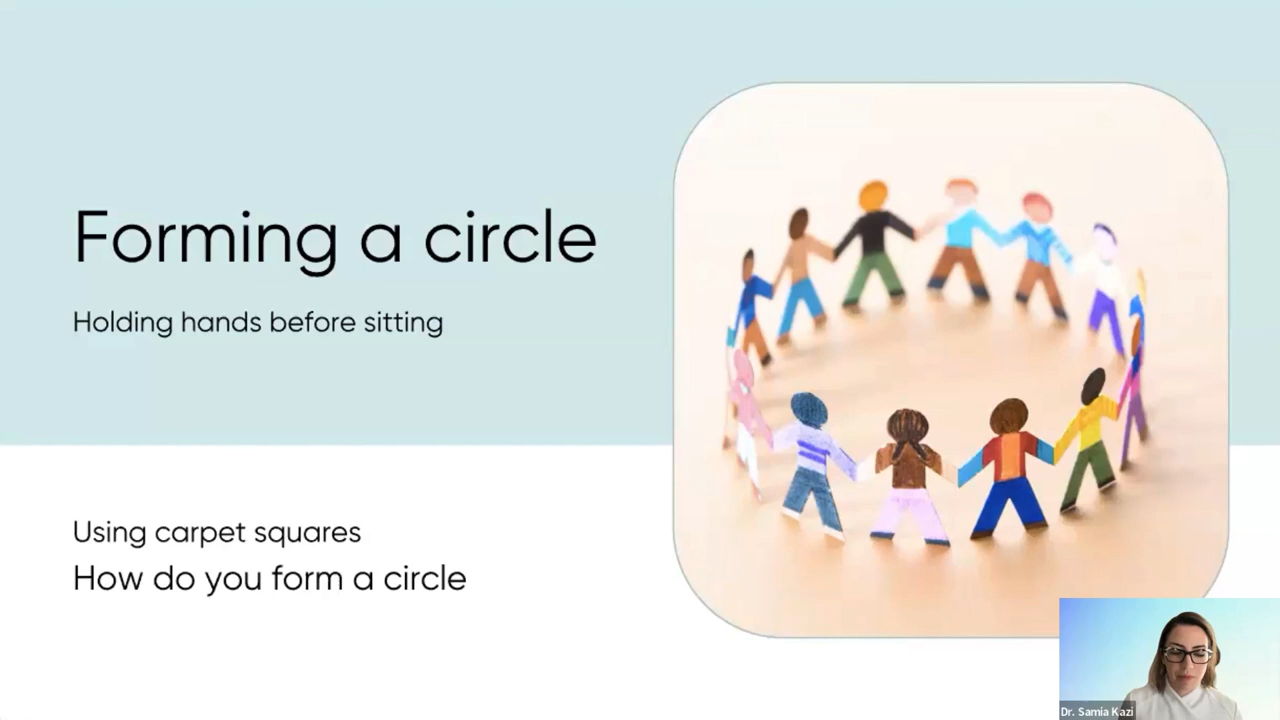 Forming a circle
Holding hands before sitting
Using carpet squares
How do you form a circle
Dr. Samia Kazi